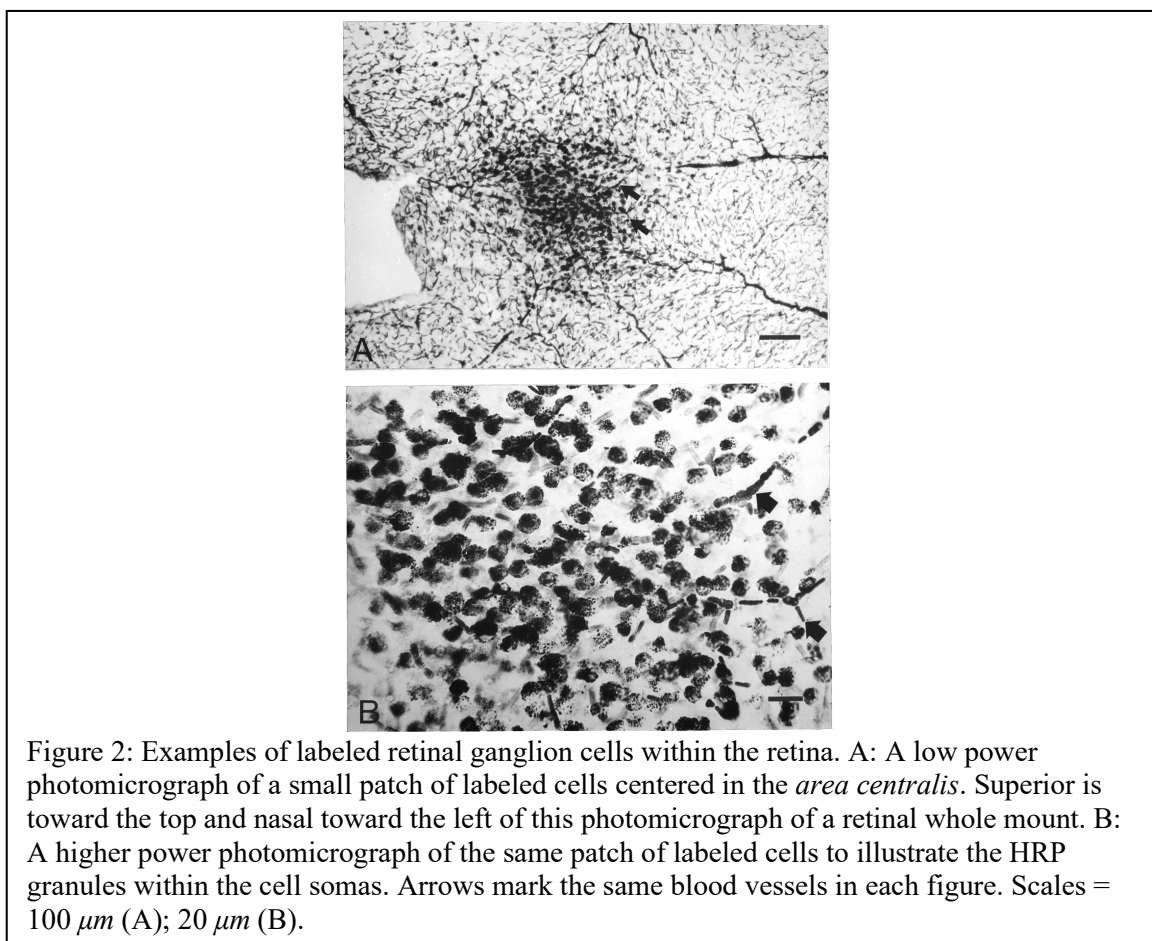 A
B
Figure 2: Examples of labeled retinal ganglion cells within the retina. A: A low power
photomicrograph of a small patch of labeled cells centered in the area centralis. Superior is
toward the top and nasal toward the left of this photomicrograph of a retinal whole mount. B:
A higher power photomicrograph of the same patch of labeled cells to illustrate the HRP
granules within the cell somas. Arrows mark the same blood vessels in each figure. Scales =
100 μm (A); 20 μm (B).